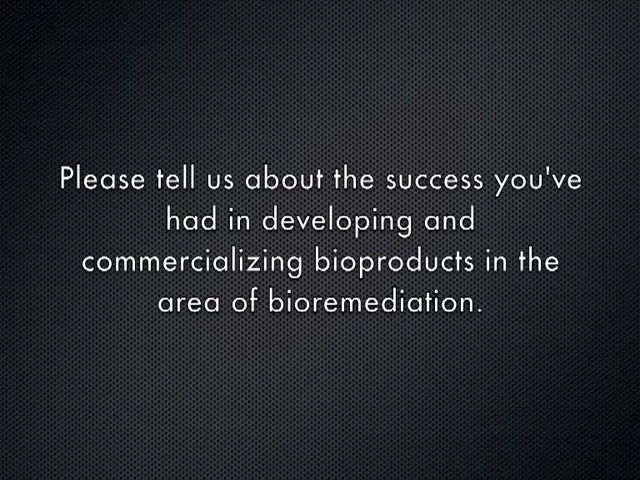 Please tell us about the success you've
had in developing and
commercializing bioproducts in the
area of bioremediation.